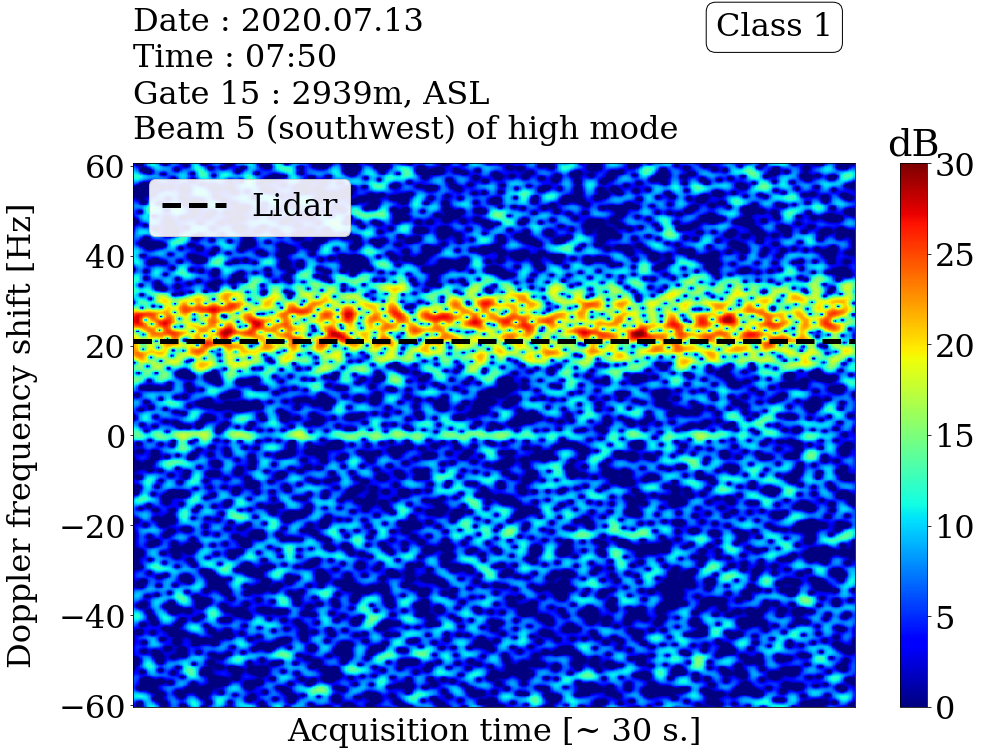 Date : 2020.07.13
Time : 07:50
Gate 15 : 2939m, ASL
Beam 5 (southwest) of high mode
Class 1
dB
Lidar
Doppler frequency shift [Hz]
60
40
20
0
−20
−40
−60
30
25
20
15
10
5
0
Acquisition time [~ 30 s.]